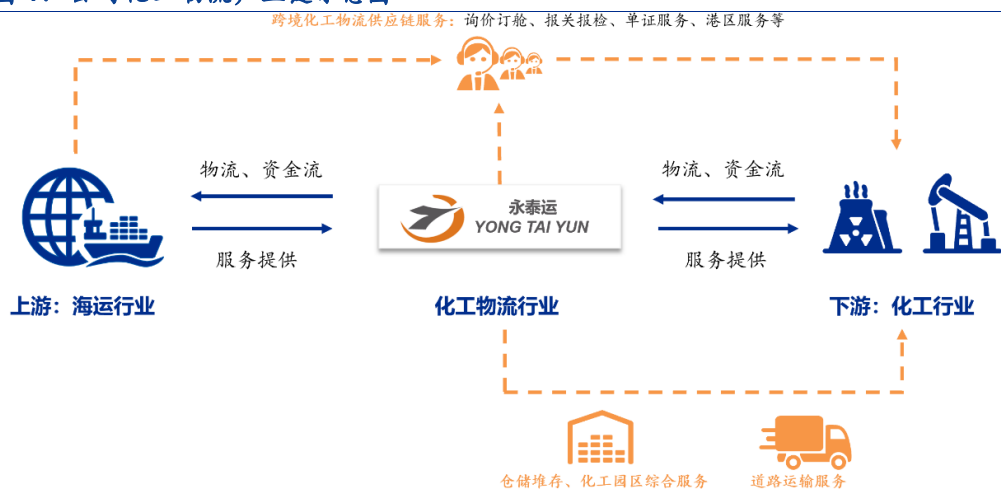 跨境化工物流供应链服务：询价订舱、报关报检、单证服务、港区服务等
物流、资金流
物流、资金流
永泰运
YONG TAI YUN
服务提供
服务提供
上游：海运行业
化工物流行业
下游：化工行业
仓储堆存、化工园区综合服务
道路运输服务